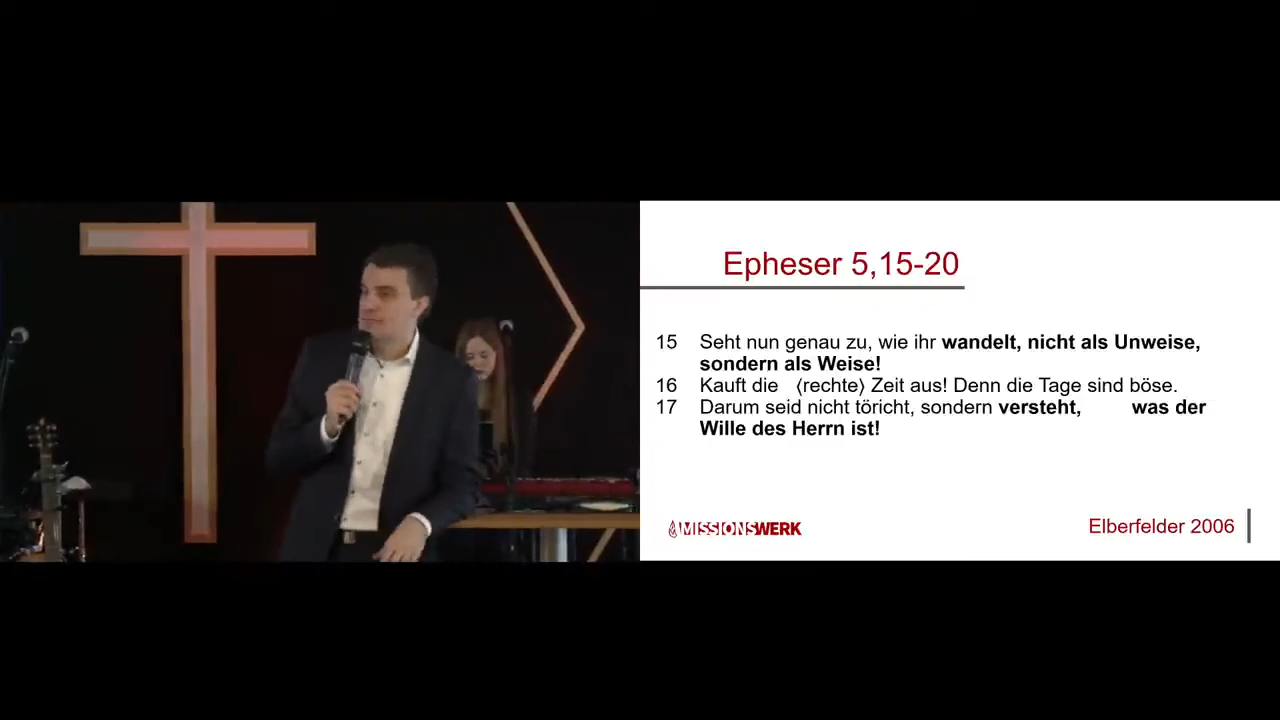 Epheser 5,15-20
15 Seht nun genau zu, wie ihr wandelt, nicht als Unweise,
sondern als Weise!
16 Kauft die ⟨rechte⟩ Zeit aus! Denn die Tage sind böse.
17 Darum seid nicht töricht, sondern versteht, was der
Wille des Herrn ist!
MISSIONSWERK
Elberfelder 2006